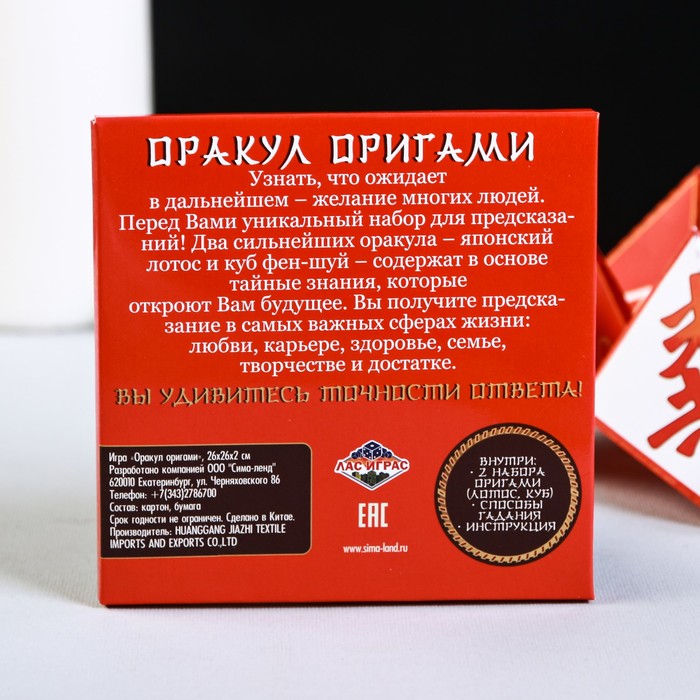 ОРАКУЛ ОРИГАМИ
Узнать, что ожидает
в дальнейшем – желание многих людей.
Перед Вами уникальный набор для предсказа-
ний! Два сильнейших оракула – японский
лотос и куб фен-шуй – содержат в основе
тайные знания, которые
откроют Вам будущее. Вы получите предска-
зание в самых важных сферах жизни:
любви, карьере, здоровье, семье,
творчестве и достатке.
ВЫ УДИВИТЕСЬ ТОЧНОСТИ ОТВЕТА!
Игра «Оракул оригами», 26х26х2 см
Разработано компанией ООО "Сима-ленд"
620010 Екатеринбург, ул. Черняховского 86
Телефон: +7(343)2786700
Состав: картон, бумага
Срок годности не ограничен. Сделано в Китае.
Производитель: HUANGGANG JIAZHI TEXTILE
IMPORTS AND EXPORTS CO.,LTD
ЛАС ИГРАС
EAC
www.sima-land.ru
ВНУТРИ:
· 2 НАБОРА
ОРИГАМИ
(ЛОТОС, КУБ)
· СПОСОБЫ
ГАДАНИЯ
· ИНСТРУКЦИЯ